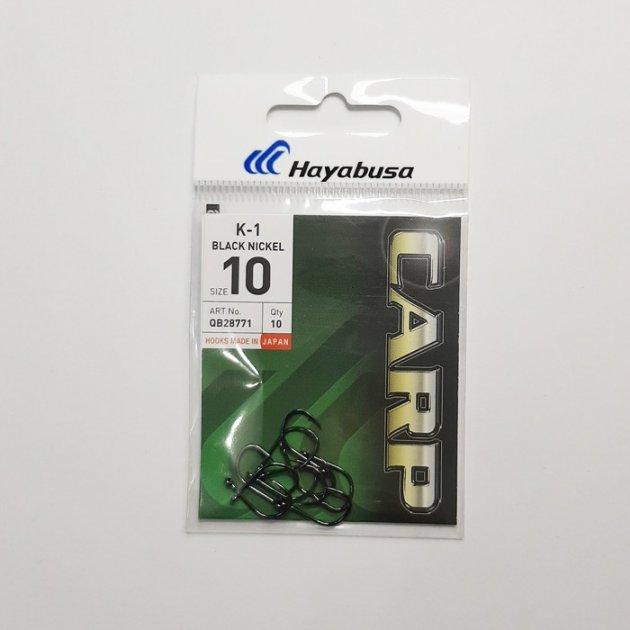 Hayabusa
K-1
BLACK NICKEL
SIZE 10
ART No. Qty
QB28771 10
HOOKS MADE IN JAPAN
CARP